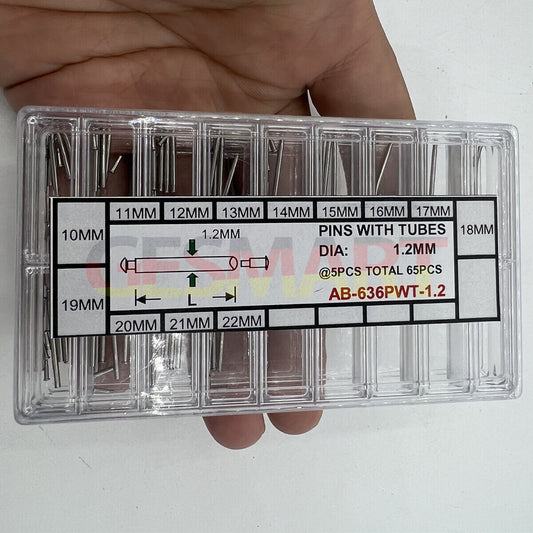 11MM 12MM 13MM 14MM 15MM 16MM 17MM
10MM 18MM
1.2MM
PINS WITH TUBES
DIA: 1.2MM
@5PCS TOTAL 65PCS
AB-636PWT-1.2
L
19MM
20MM 21MM 22MM
GESMART